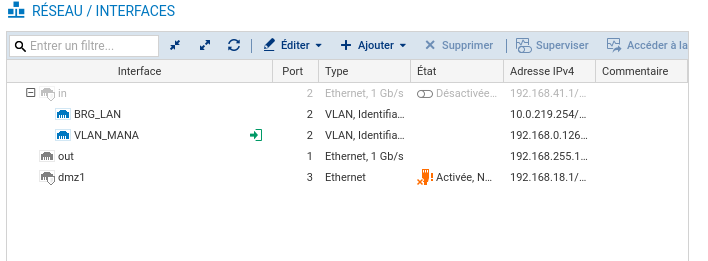 RÉSEAU / INTERFACES
Entrer un filtre... Éditer Ajouter Supprimer Superviser Accéder à la
Interface Port Type État Adresse IPv4 Commentaire
in 2 Ethernet, 1 Gb/s Désactivée... 192.168.41.1/...
BRG_LAN 2 VLAN, Identifia... 10.0.219.254/...
VLAN_MANA 2 VLAN, Identifia... 192.168.0.126...
out 1 Ethernet, 1 Gb/s 192.168.255.1...
dmz1 3 Ethernet Activée, N... 192.168.18.1/...